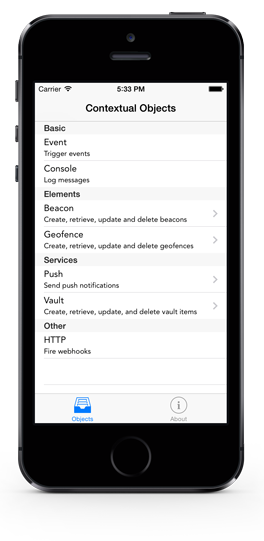 Carrier 5:33 PM
Contextual Objects
Basic
Event
Trigger events
Console
Log messages
Elements
Beacon
Create, retrieve, update and delete beacons
Geofence
Create, retrieve, update and delete geofences
Services
Push
Send push notifications
Vault
Create, retrieve, update, and delete vault items
Other
HTTP
Fire webhooks
Objects About